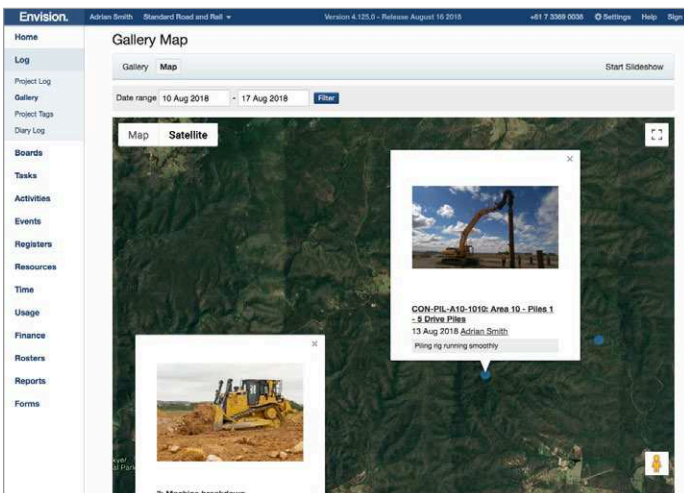 Envision.
Adrian Smith Standard Road and Rail
Version 4.125.0 - Release August 16 2018
+61 7 3369 0038 Settings Help Sign
Home
Log
Project Log
Gallery
Project Tags
Diary Log
Boards
Tasks
Activities
Events
Registers
Resources
Time
Usage
Finance
Rosters
Reports
Forms
Gallery Map
Gallery Map
Start Slideshow
Date range 10 Aug 2018 - 17 Aug 2018 Filter
Map Satellite
CON-PIL-A10-1010: Area 10 - Piles 1
- 5 Drive Piles
13 Aug 2018 Adrian Smith
Piling rig running smoothly
Machine breakdown